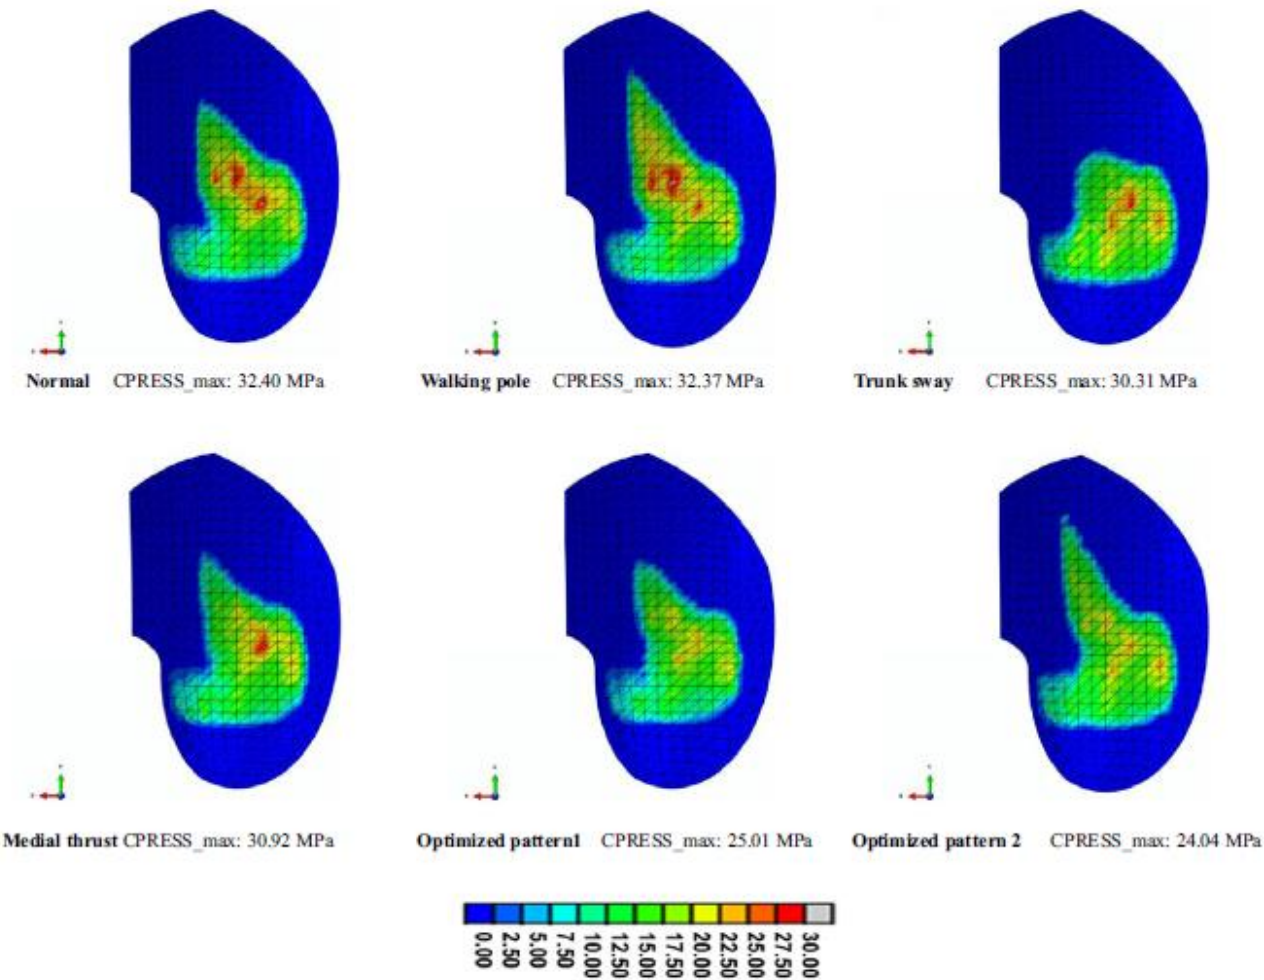 Normal CPRESS_max: 32.40 MPa
Walking pole CPRESS_max: 32.37 MPa
Trunk sway CPRESS_max: 30.31 MPa
Medial thrust CPRESS_max: 30.92 MPa
Optimized pattern1 CPRESS_max: 25.01 MPa
Optimized pattern 2 CPRESS_max: 24.04 MPa
0.00
2.50
5.00
7.50
10.00
12.50
15.00
17.50
20.00
22.50
25.00
27.50
30.00